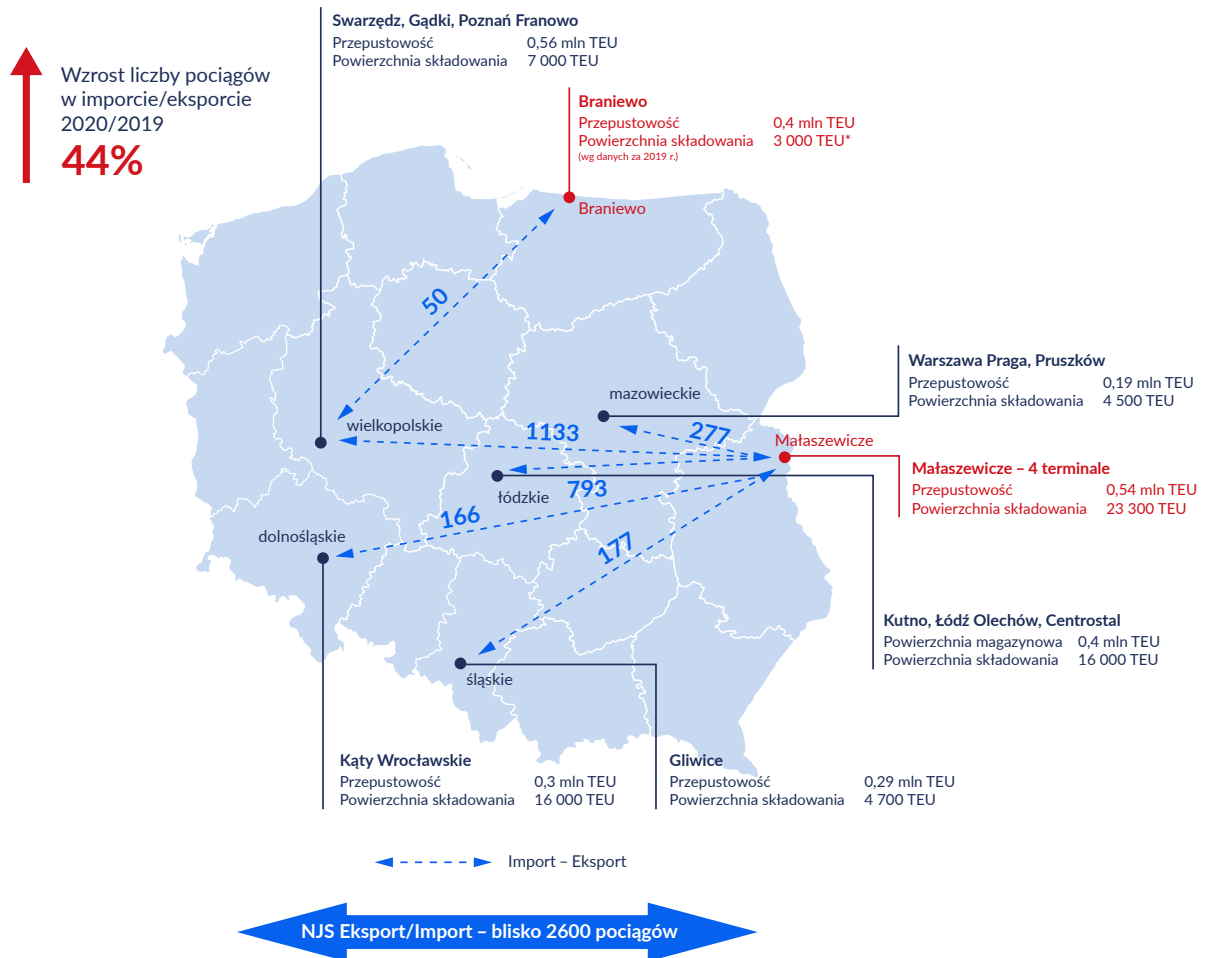 Swarzędz, Gądki, Poznań Franowo
Przepustowość 0,56 mln TEU
Powierzchnia składowania 7 000 TEU
Wzrost liczby pociągów
w imporcie/eksporcie
2020/2019
44%
Braniewo
Przepustowość 0,4 mln TEU
Powierzchnia składowania 3 000 TEU*
(wg danych za 2019 r.)
Braniewo
50
Warszawa Praga, Pruszków
Przepustowość 0,19 mln TEU
Powierzchnia składowania 4 500 TEU
mazowieckie
wielkopolskie
1133
277
Małaszewicze
Małaszewicze – 4 terminale
Przepustowość 0,54 mln TEU
Powierzchnia składowania 23 300 TEU
łódzkie
793
166
dolnośląskie
177
Kutno, Łódź Olechów, Centrostal
Powierzchnia magazynowa 0,4 mln TEU
Powierzchnia składowania 16 000 TEU
śląskie
Kąty Wrocławskie
Przepustowość 0,3 mln TEU
Powierzchnia składowania 16 000 TEU
Gliwice
Przepustowość 0,29 mln TEU
Powierzchnia składowania 4 700 TEU
Import – Eksport
NJS Eksport/Import – blisko 2600 pociągów